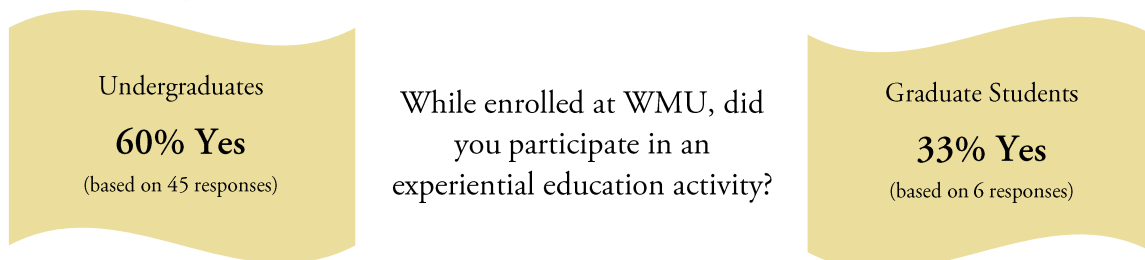 Undergraduates
60% Yes
(based on 45 responses)
While enrolled at WMU, did
you participate in an
experiential education activity?
Graduate Students
33% Yes
(based on 6 responses)